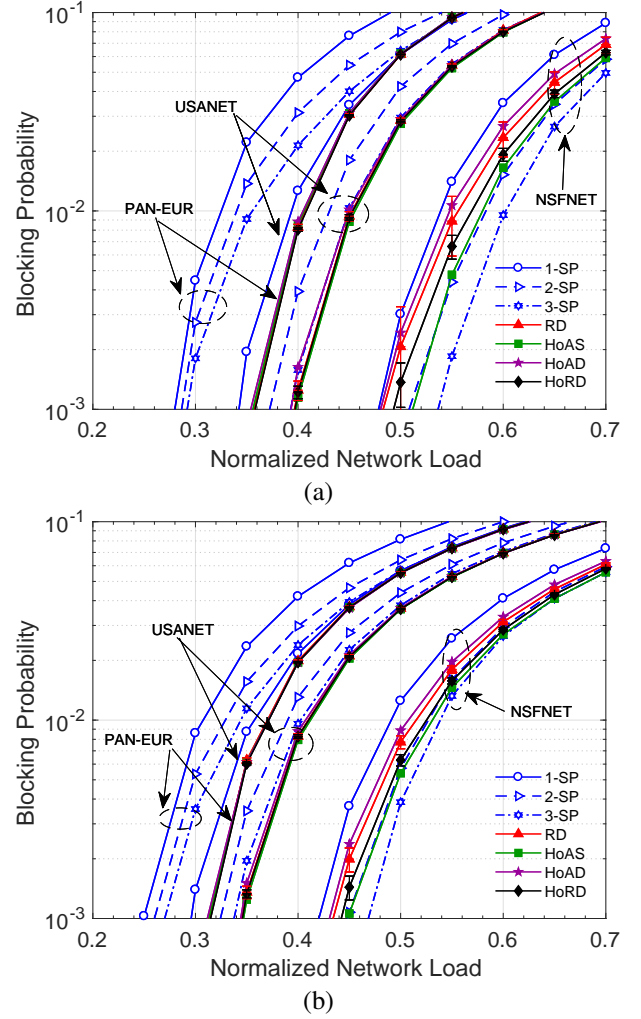 10^{-1}
10^{-2}
10^{-3}
Blocking Probability
USANET
PAN-EUR
NSFNET
1-SP
2-SP
3-SP
RD
HoAS
HoAD
HoRD
0.2 0.3 0.4 0.5 0.6 0.7
Normalized Network Load
(a)
10^{-1}
10^{-2}
10^{-3}
Blocking Probability
USANET
PAN-EUR
NSFNET
1-SP
2-SP
3-SP
RD
HoAS
HoAD
HoRD
0.2 0.3 0.4 0.5 0.6 0.7
Normalized Network Load
(b)